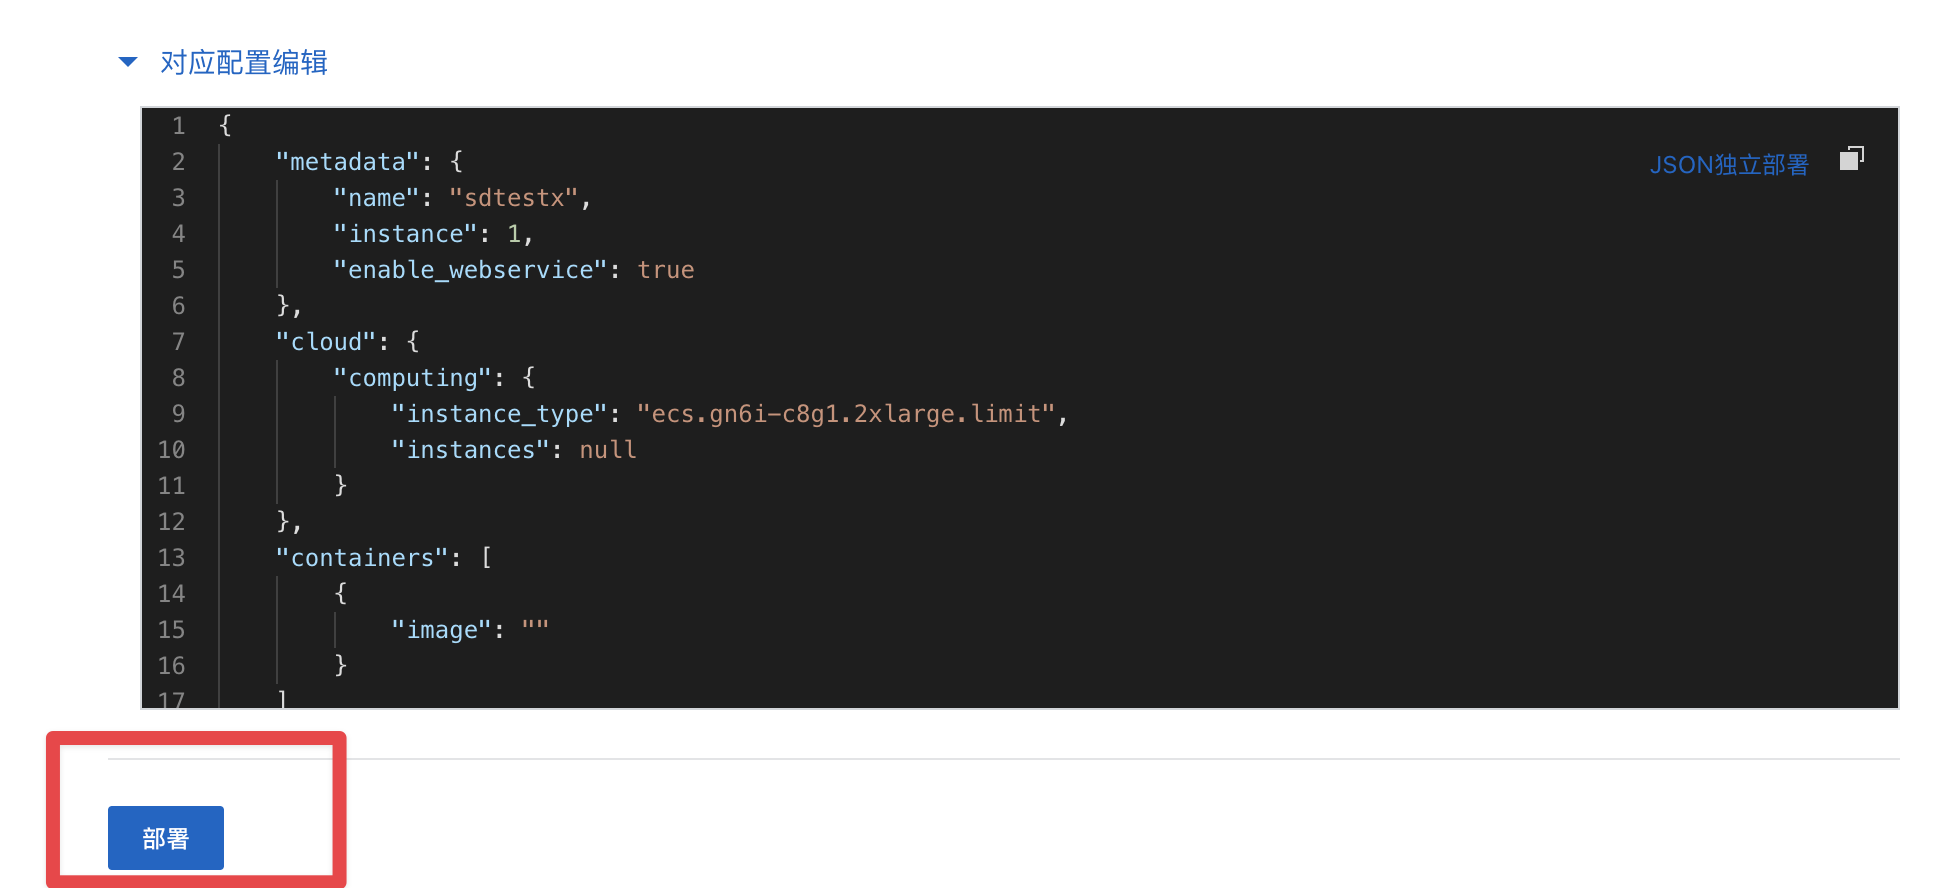 对应配置编辑
1 {
2 "metadata": {
JSON独立部署
3 "name": "sdtestx",
4 "instance": 1,
5 "enable_webservice": true
6 },
7 "cloud": {
8 "computing": {
9 "instance_type": "ecs.gn6i-c8g1.2xlarge.limit",
10 "instances": null
11 }
12 },
13 "containers": [
14 {
15 "image": ""
16 }
17 ]
部署